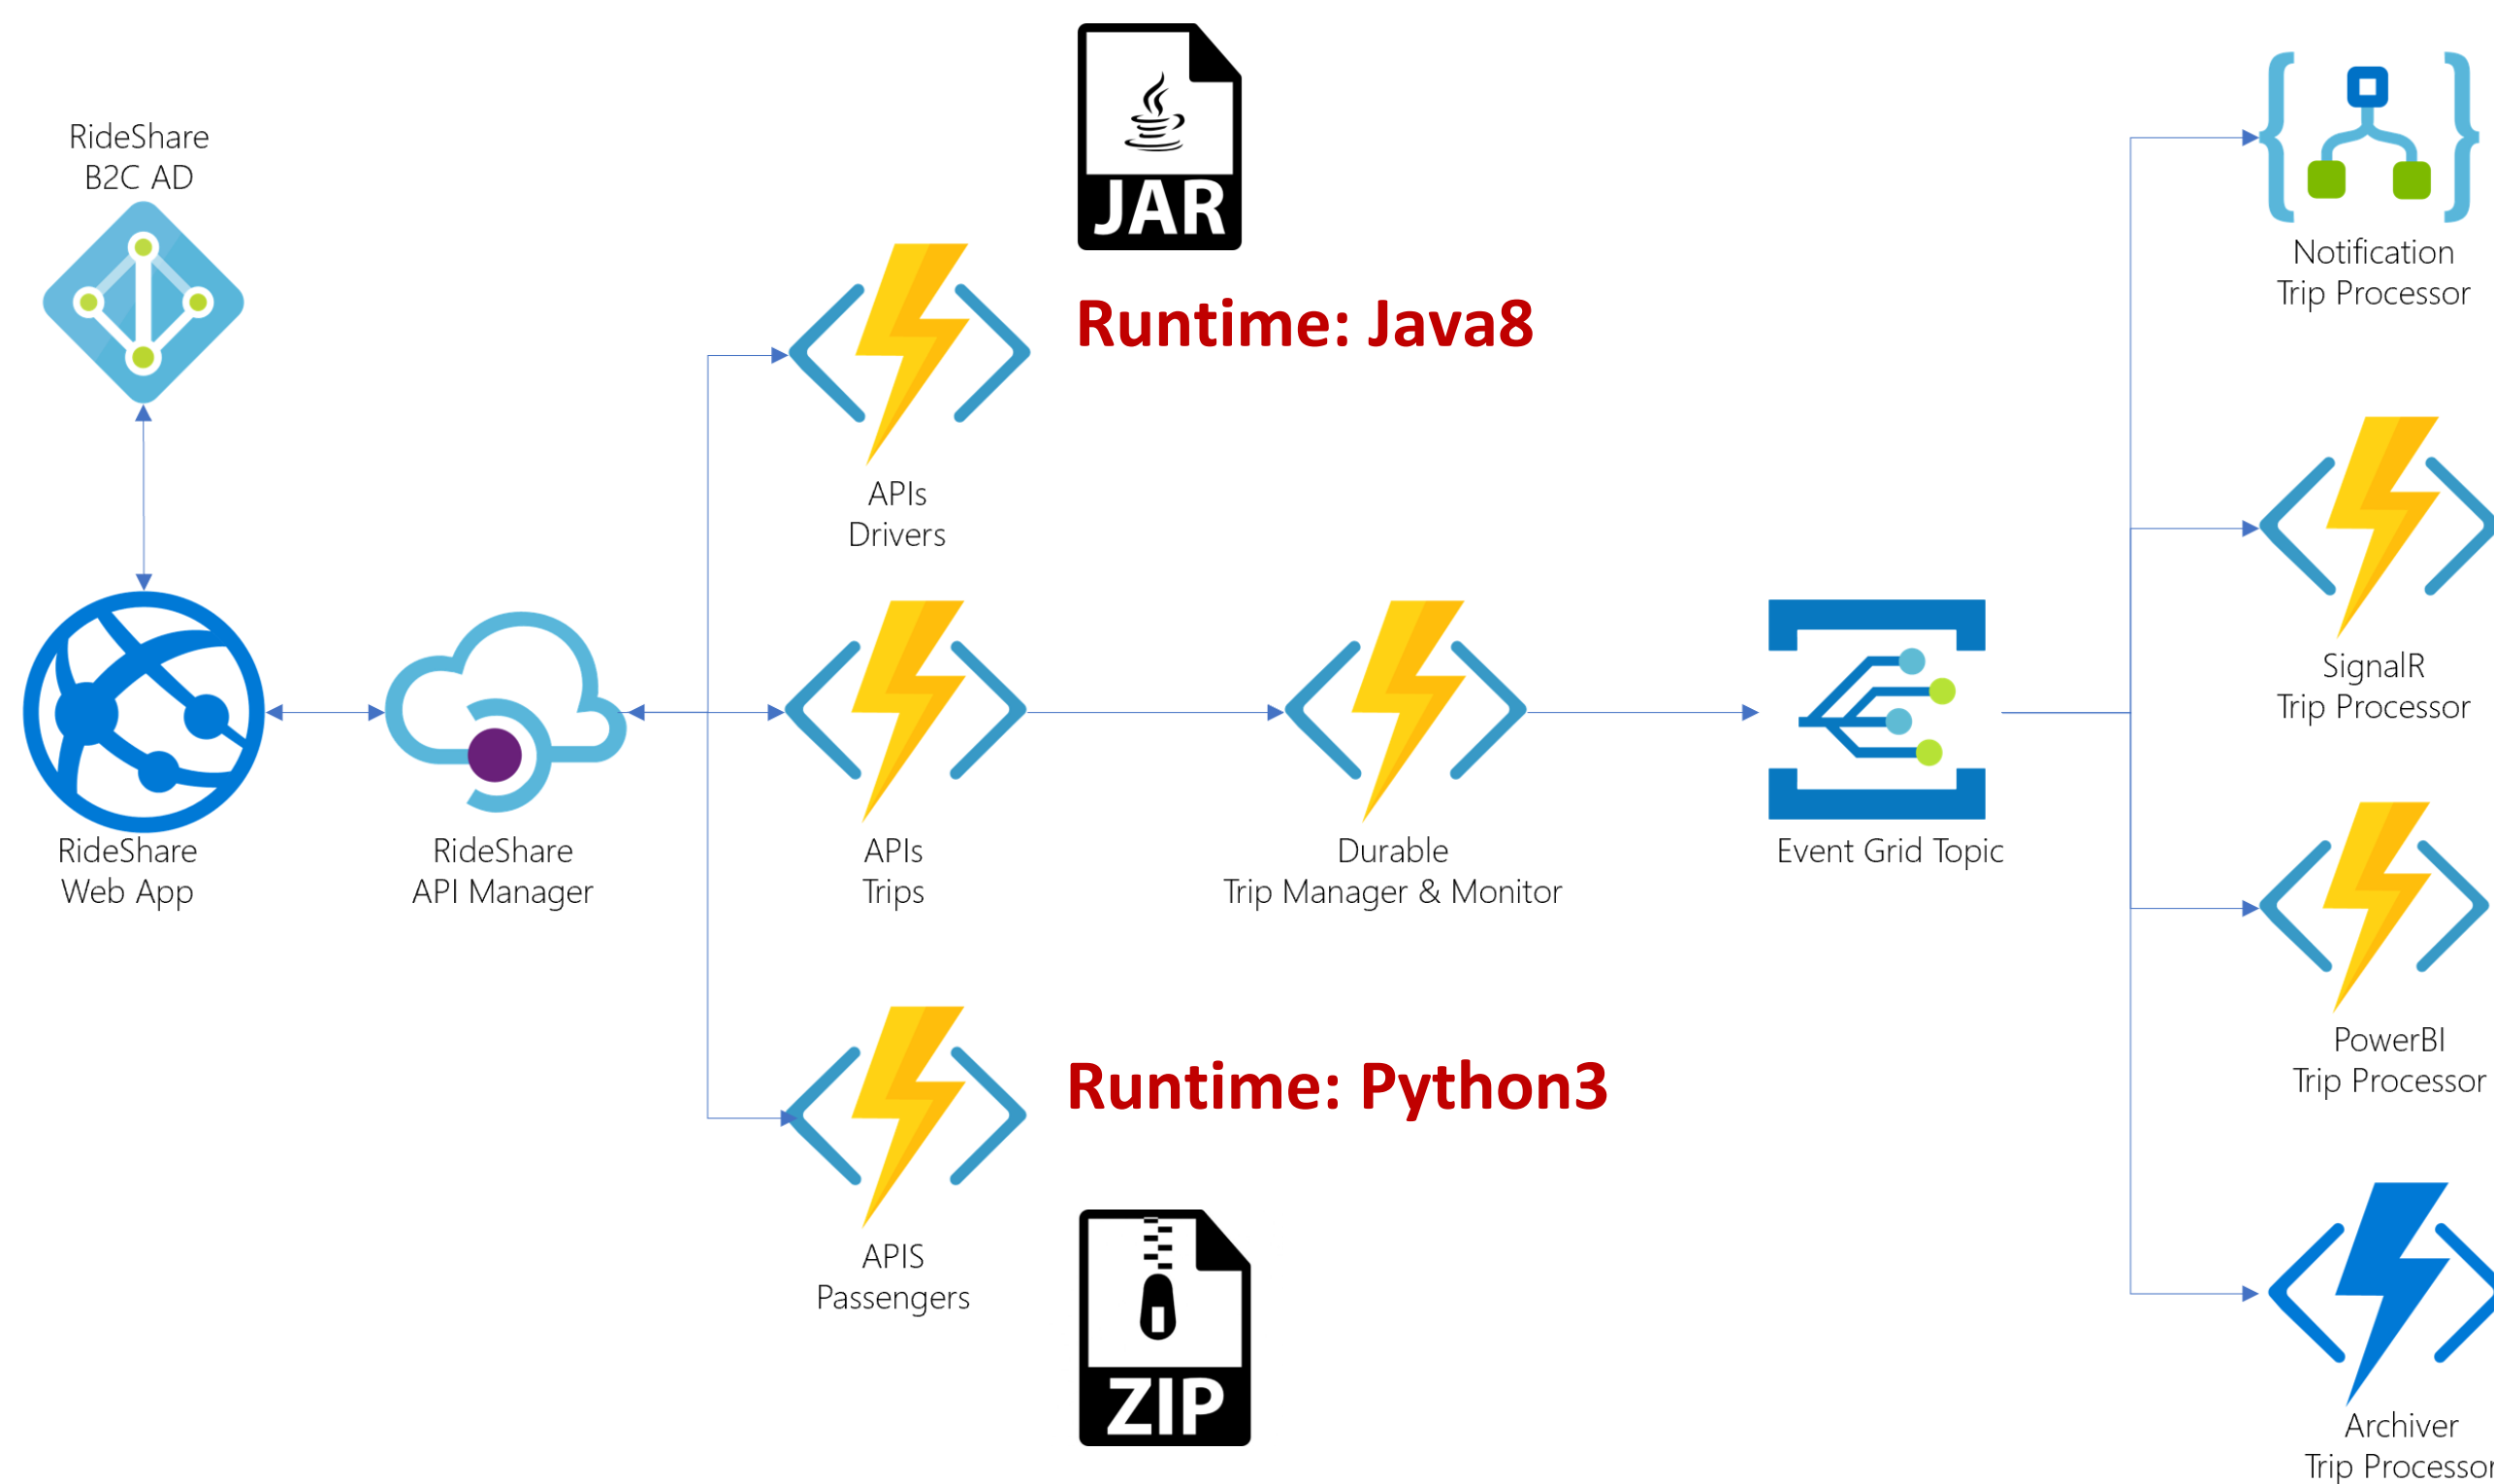 RideShare
B2C AD
JAR
Runtime: Java8
Notification
Trip Processor
APIs
Drivers
SignalR
Trip Processor
RideShare
Web App
RideShare
API Manager
APIs
Trips
Durable
Trip Manager & Monitor
Event Grid Topic
PowerBI
Trip Processor
Runtime: Python3
APIS
Passengers
ZIP
Archiver
Trip Processor